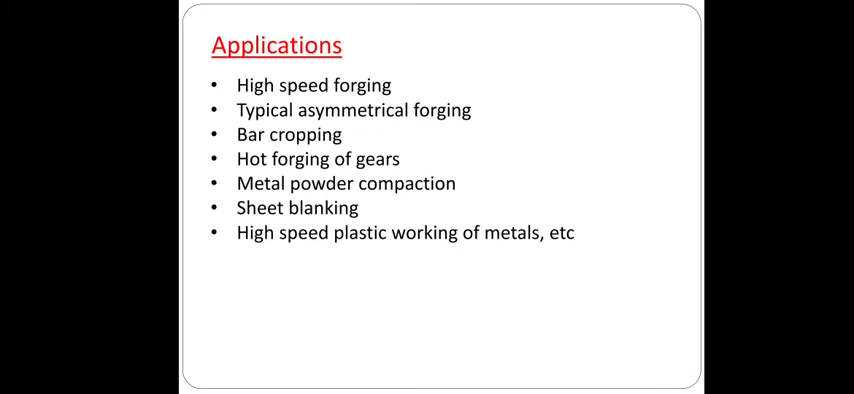 Applications
• High speed forging
• Typical asymmetrical forging
• Bar cropping
• Hot forging of gears
• Metal powder compaction
• Sheet blanking
• High speed plastic working of metals, etc